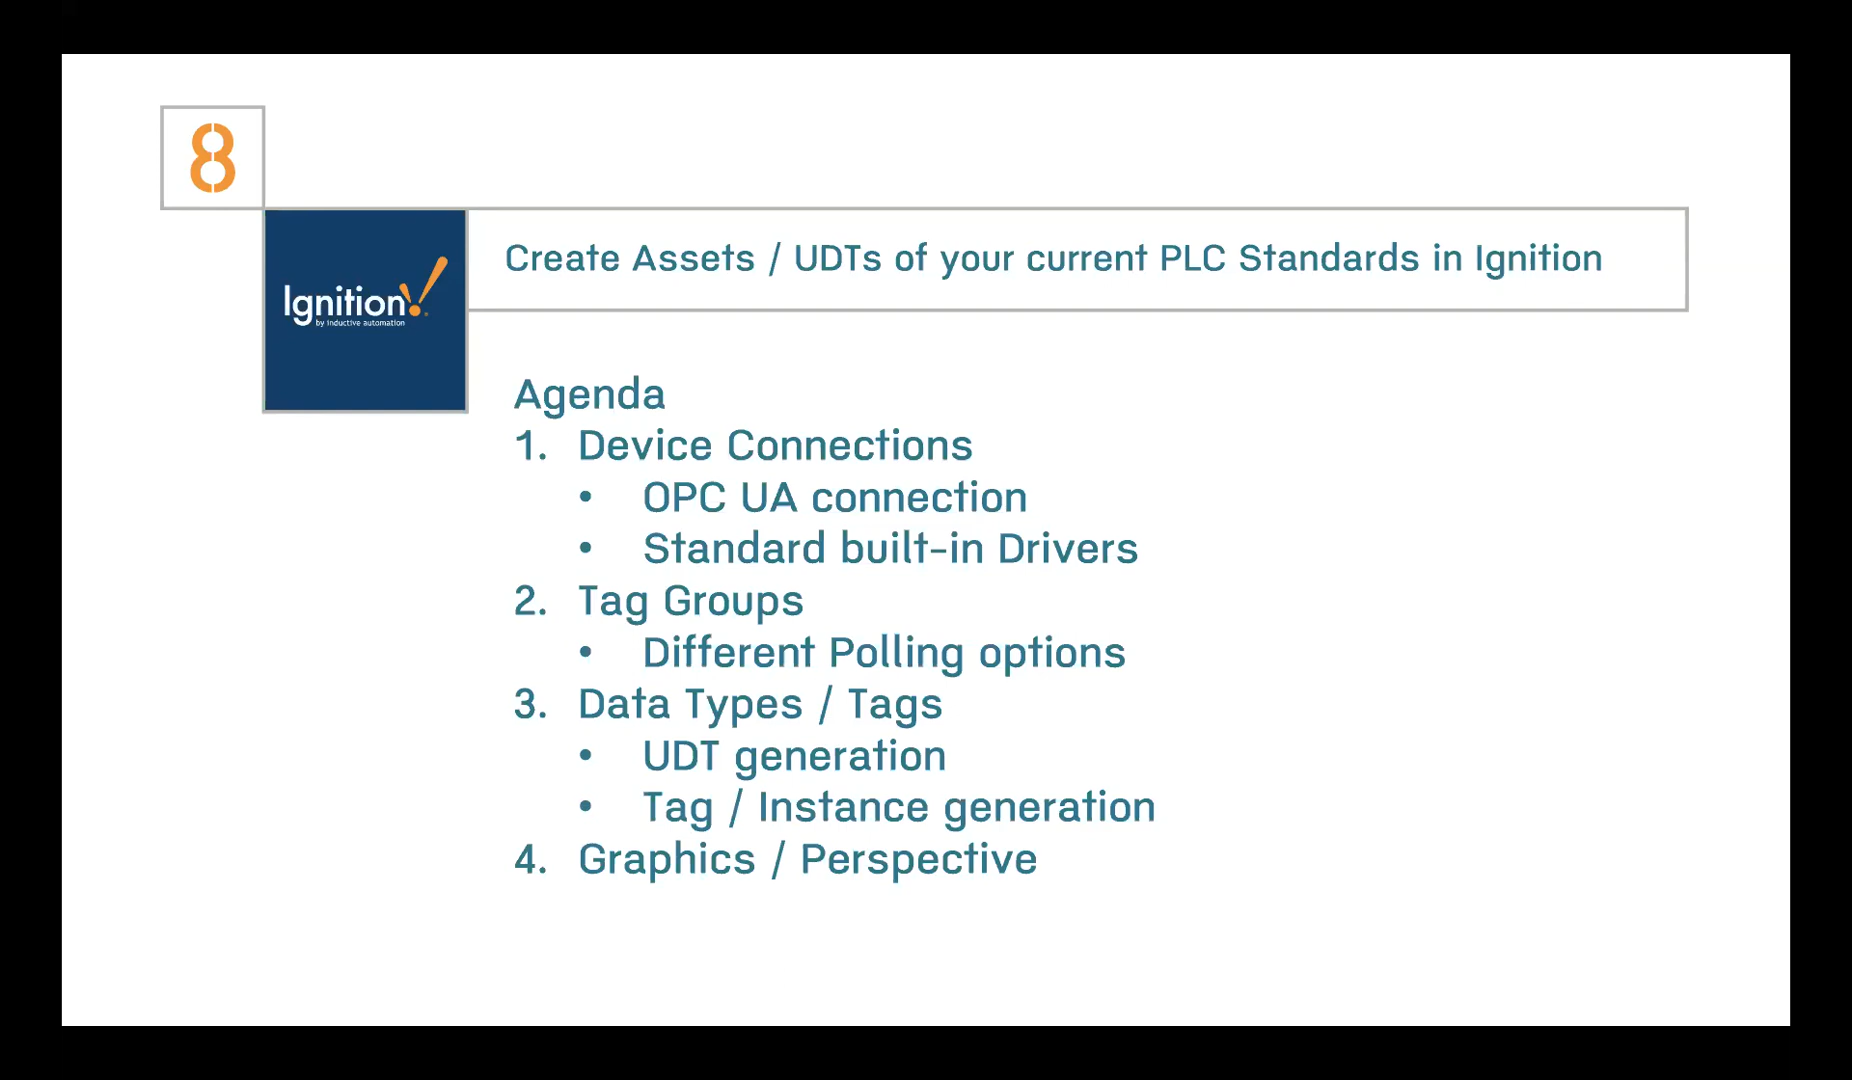 8
Ignition!
by inductive automation
Create Assets / UDTs of your current PLC Standards in Ignition
Agenda
1. Device Connections
• OPC UA connection
• Standard built-in Drivers
2. Tag Groups
• Different Polling options
3. Data Types / Tags
• UDT generation
• Tag / Instance generation
4. Graphics / Perspective